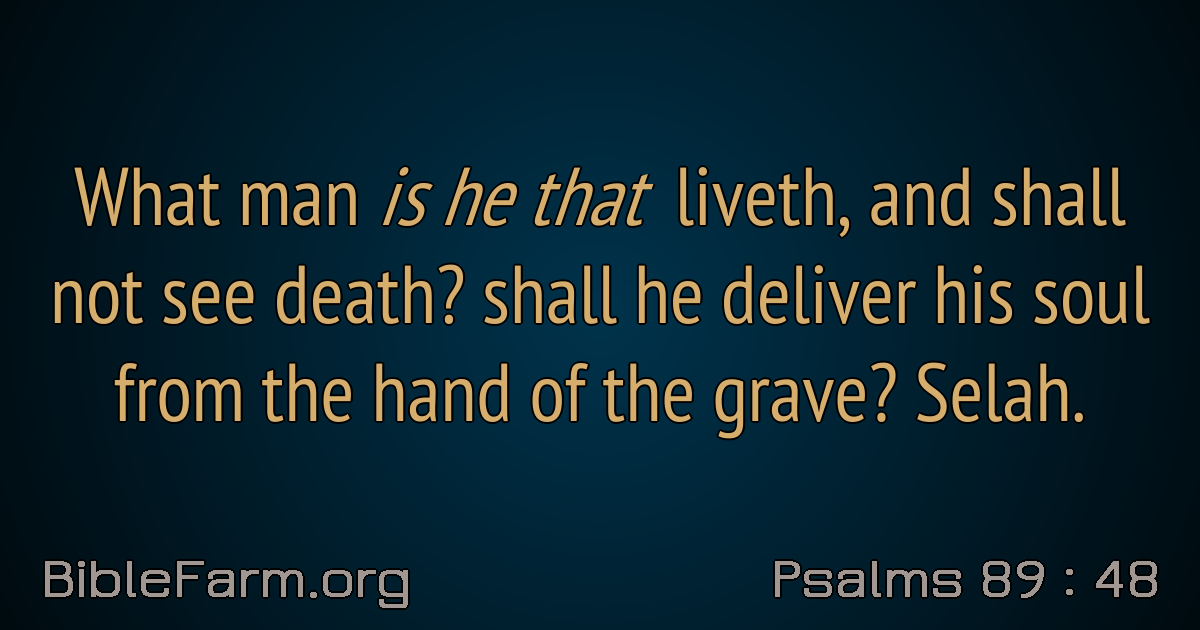 What man is he that liveth, and shall
not see death? shall he deliver his soul
from the hand of the grave? Selah.
BibleFarm.org
Psalms 89 : 48